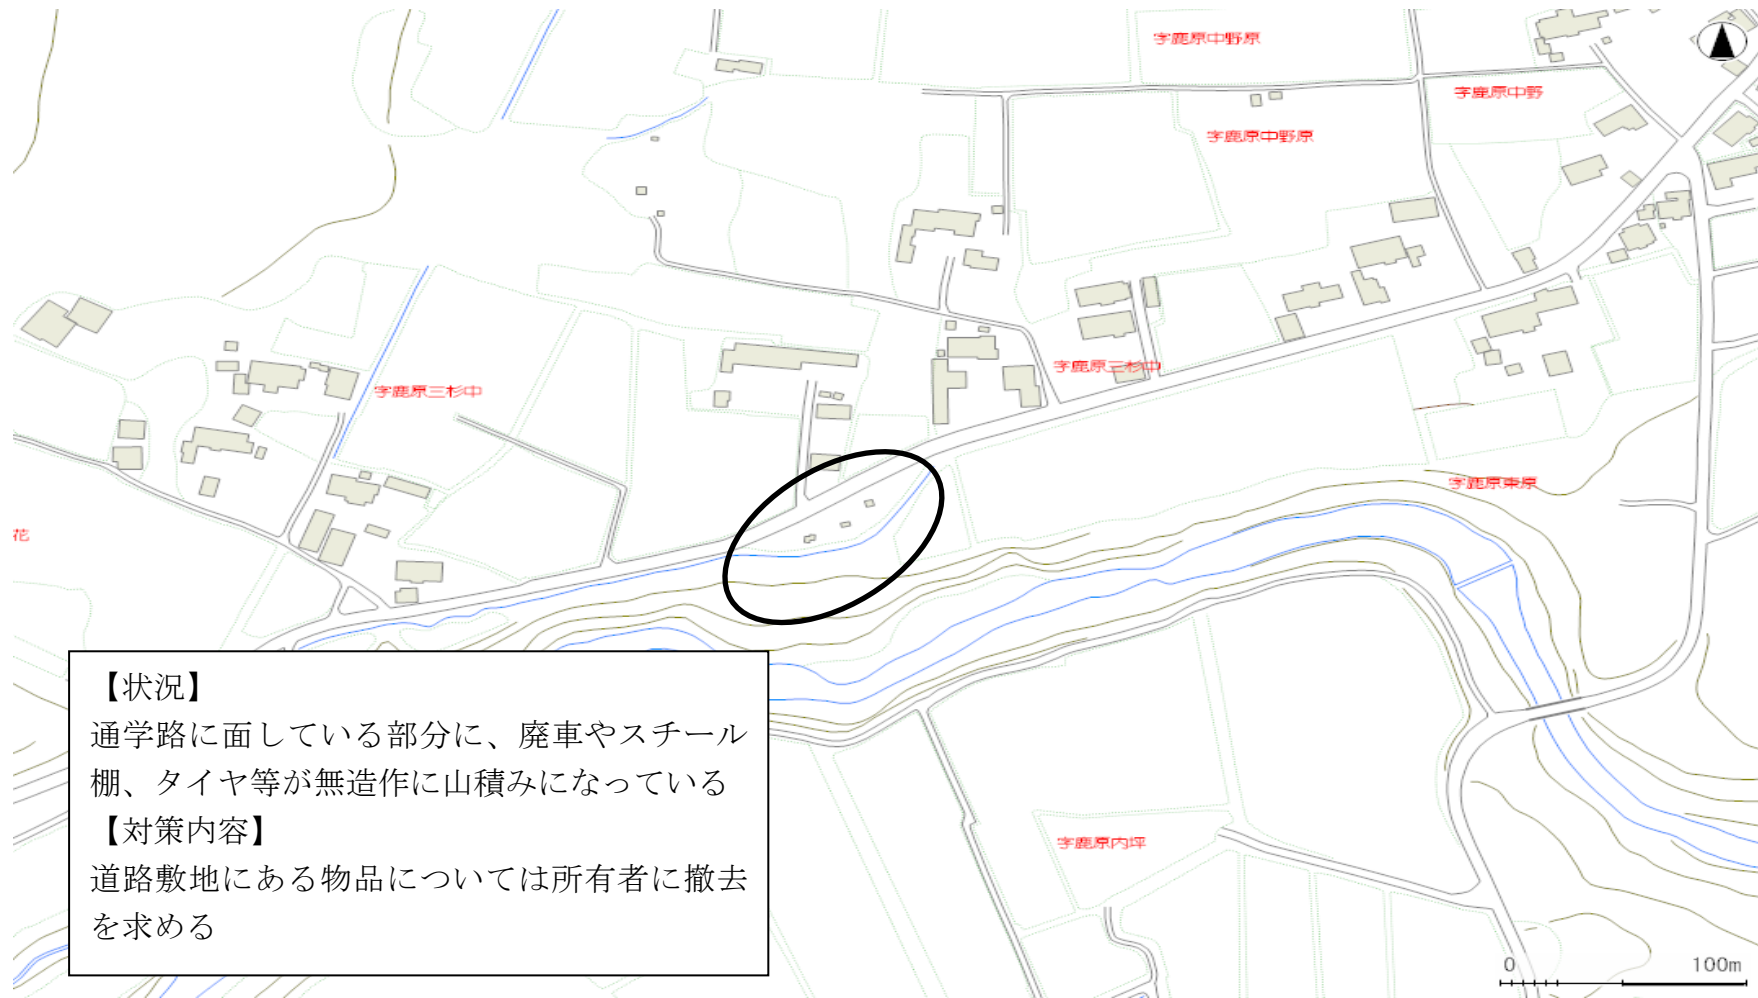 字鹿原中野原
字鹿原中野
字鹿原中野原
字鹿原三杉中
字鹿原三杉中
字鹿原東原
花
【状況】
通学路に面している部分に、廃車やスチール
棚、タイヤ等が無造作に山積みになっている
【対策内容】
道路敷地にある物品については所有者に撤去
を求める
字鹿原内坪
0 100m